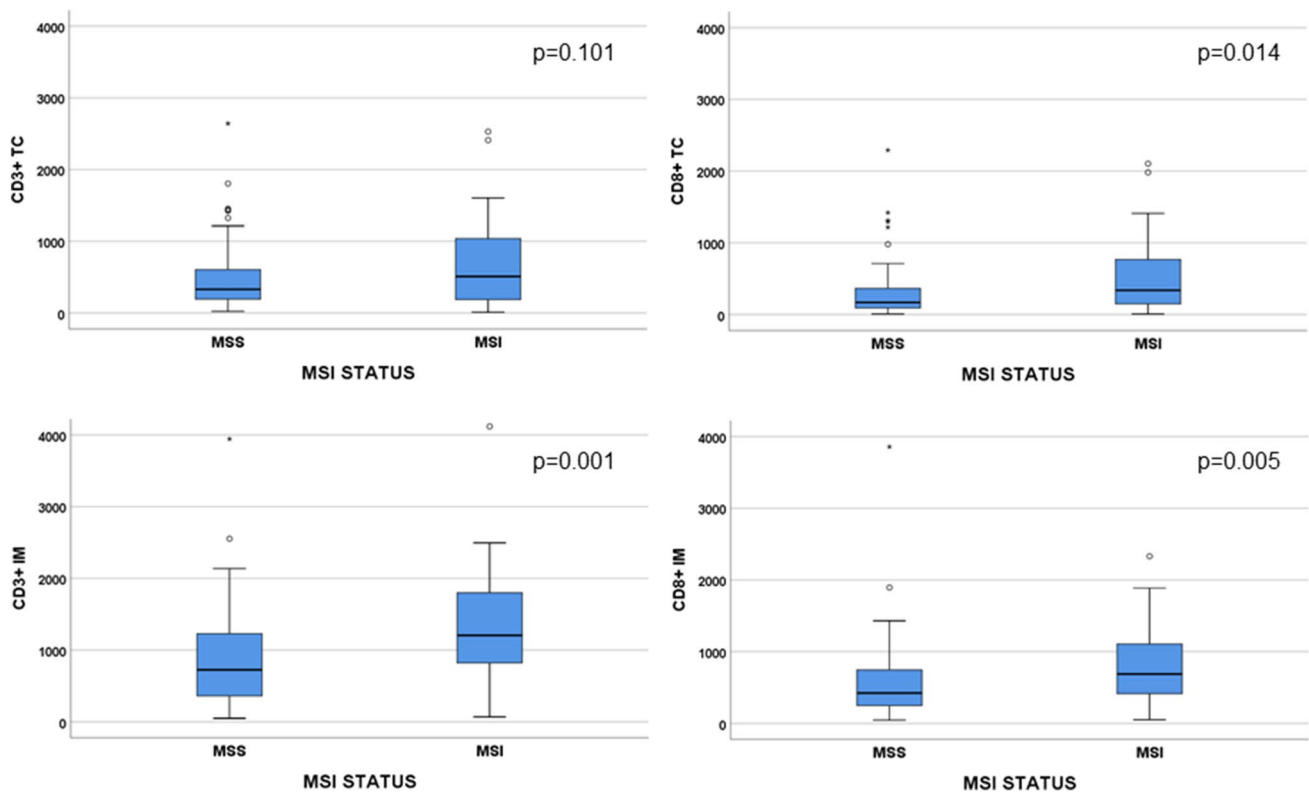 4000
p=0.101
3000
CD3+ TC
2000
1000
0
MSS
MSI
MSI STATUS
4000
p=0.014
3000
CD8+ TC
2000
1000
0
MSS
MSI
MSI STATUS
4000
p=0.001
3000
CD3+ IM
2000
1000
0
MSS
MSI
MSI STATUS
4000
p=0.005
3000
CD8+ IM
2000
1000
0
MSS
MSI
MSI STATUS